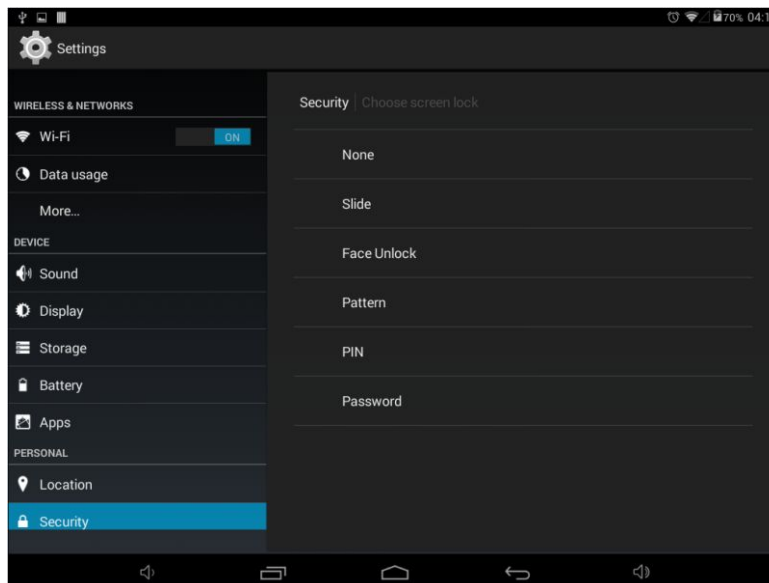 70% 04:1
Settings
WIRELESS & NETWORKS
Wi-Fi ON
Data usage
More...
DEVICE
Sound
Display
Storage
Battery
Apps
PERSONAL
Location
Security
Security Choose screen lock
None
Slide
Face Unlock
Pattern
PIN
Password